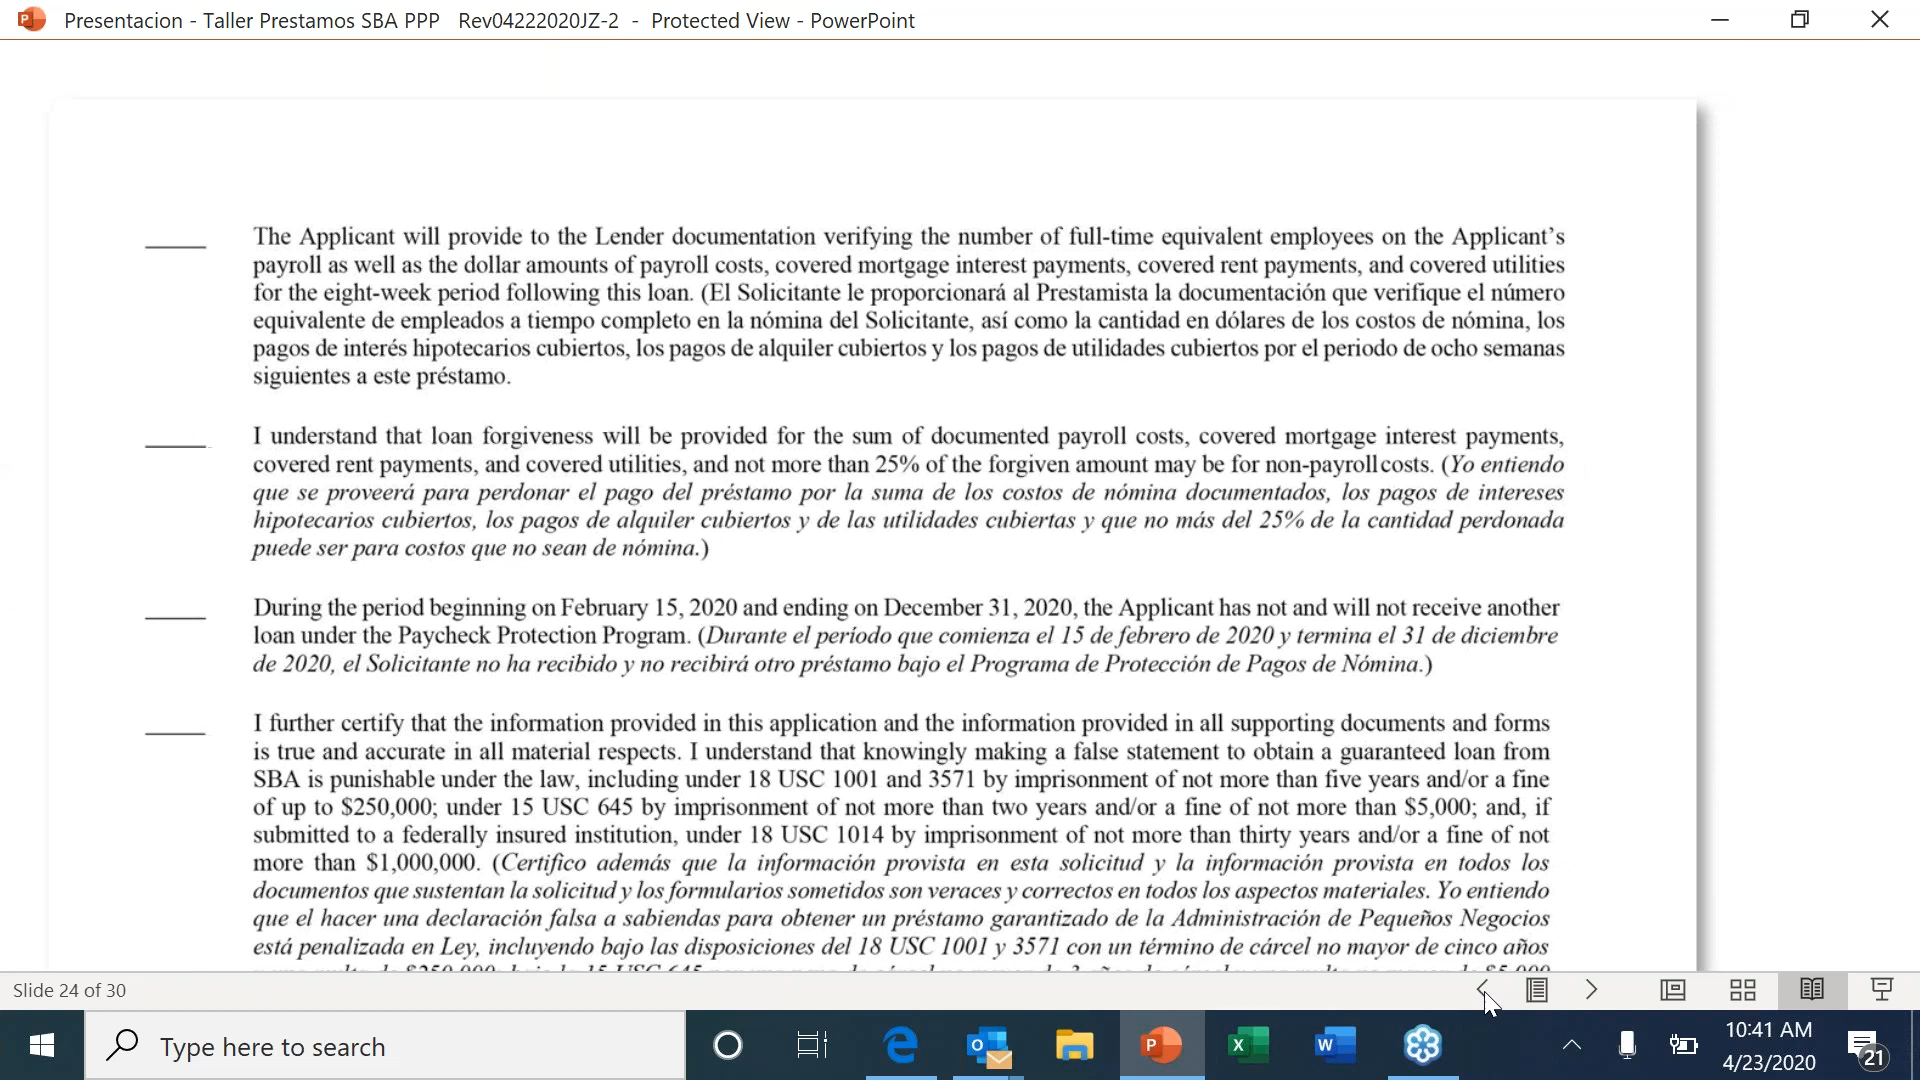 Presentacion - Taller Prestamos SBA PPP Rev04222020JZ-2 - Protected View - PowerPoint
The Applicant will provide to the Lender documentation verifying the number of full-time equivalent employees on the Applicant's
payroll as well as the dollar amounts of payroll costs, covered mortgage interest payments, covered rent payments, and covered utilities
for the eight-week period following this loan. (El Solicitante le proporcionará al Prestamista la documentación que verifique el número
equivalente de empleados a tiempo completo en la nómina del Solicitante, así como la cantidad en dólares de los costos de nómina, los
pagos de interés hipotecarios cubiertos, los pagos de alquiler cubiertos y los pagos de utilidades cubiertos por el periodo de ocho semanas
siguientes a este préstamo.
I understand that loan forgiveness will be provided for the sum of documented payroll costs, covered mortgage interest payments,
covered rent payments, and covered utilities, and not more than 25% of the forgiven amount may be for non-payroll costs. (Yo entiendo
que se proveerá para perdonar el pago del préstamo por la suma de los costos de nómina documentados, los pagos de intereses
hipotecarios cubiertos, los pagos de alquiler cubiertos y de las utilidades cubiertas y que no más del 25% de la cantidad perdonada
puede ser para costos que no sean de nómina.)
During the period beginning on February 15, 2020 and ending on December 31, 2020, the Applicant has not and will not receive another
loan under the Paycheck Protection Program. (Durante el período que comienza el 15 de febrero de 2020 y termina el 31 de diciembre
de 2020, el Solicitante no ha recibido y no recibirá otro préstamo bajo el Programa de Protección de Pagos de Nómina.)
I further certify that the information provided in this application and the information provided in all supporting documents and forms
is true and accurate in all material respects. I understand that knowingly making a false statement to obtain a guaranteed loan from
SBA is punishable under the law, including under 18 USC 1001 and 3571 by imprisonment of not more than five years and/or a fine
of up to $250,000; under 15 USC 645 by imprisonment of not more than two years and/or a fine of not more than $5,000; and, if
submitted to a federally insured institution, under 18 USC 1014 by imprisonment of not more than thirty years and/or a fine of not
more than $1,000,000. (Certifico además que la información provista en esta solicitud y la información provista en todos los
documentos que sustentan la solicitud y los formularios sometidos son veraces y correctos en todos los aspectos materiales. Yo entiendo
que el hacer una declaración falsa a sabiendas para obtener un préstamo garantizado de la Administración de Pequeños Negocios
está penalizada en Ley, incluyendo bajo las disposiciones del 18 USC 1001 y 3571 con un término de cárcel no mayor de cinco años
Slide 24 of 30
Type here to search
10:41 AM
4/23/2020
21